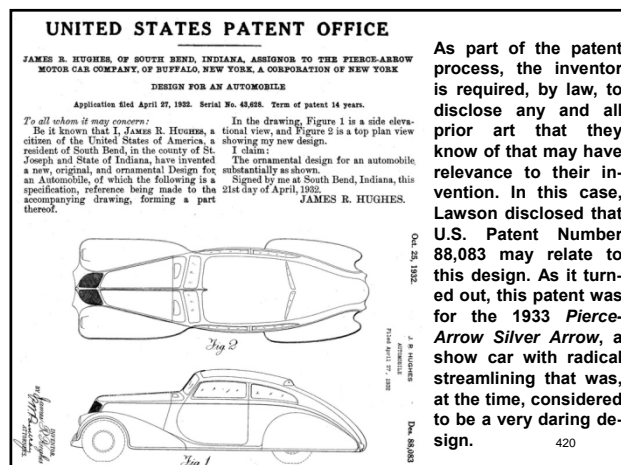 UNITED STATES PATENT OFFICE
JAMES R. HUGHES, OF SOUTH BEND, INDIANA, ASSIGNOR TO THE PIERCE-ARROW
MOTOR CAR COMPANY, OF BUFFALO, NEW YORK, A CORPORATION OF NEW YORK
DESIGN FOR AN AUTOMOBILE
Application filed April 27, 1932. Serial No. 43,628. Term of patent 14 years.
To all whom it may concern:
Be it known that I, JAMES R. HUGHES, a
citizen of the United States of America, a
resident of South Bend, in the county of St.
Joseph and State of Indiana, have invented
a new, original, and ornamental Design for
an Automobile, of which the following is a
specification, reference being made to the
accompanying drawing, forming a part
thereof.
In the drawing, Figure 1 is a side eleva-
tional view, and Figure 2 is a top plan view
showing my new design.
I claim:
The ornamental design for an automobile,
substantially as shown.
Signed by me at South Bend, Indiana, this
21st day of April, 1932.
JAMES R. HUGHES.
Oct. 25, 1932.
J. R. HUGHES
AUTOMOBILE
Filed April 27, 1932
Des. 88,083
Fig 2
Fig 1
INVENTOR
BY
ATTORNEYS.
As part of the patent
process, the inventor
is required, by law, to
disclose any and all
prior art that they
know of that may have
relevance to their in-
vention. In this case,
Lawson disclosed that
U.S. Patent Number
88,083 may relate to
this design. As it turn-
ed out, this patent was
for the 1933 Pierce-
Arrow Silver Arrow, a
show car with radical
streamlining that was,
at the time, considered
to be a very daring de-
sign.
420